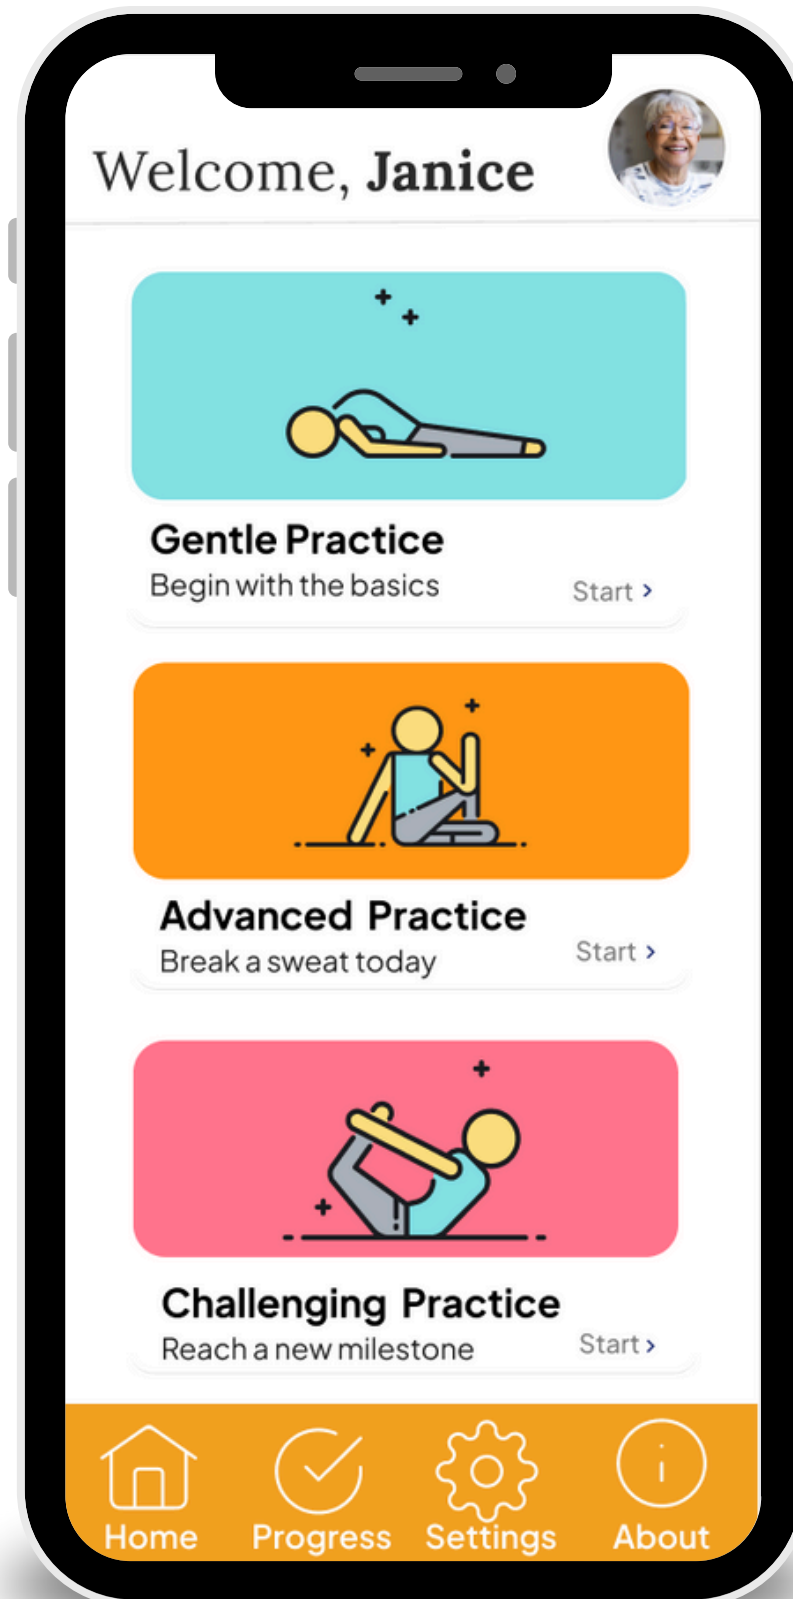 Welcome, Janice
Gentle Practice
Begin with the basics
Start >
Advanced Practice
Break a sweat today
Start >
Challenging Practice
Reach a new milestone
Start >
Home Progress Settings About